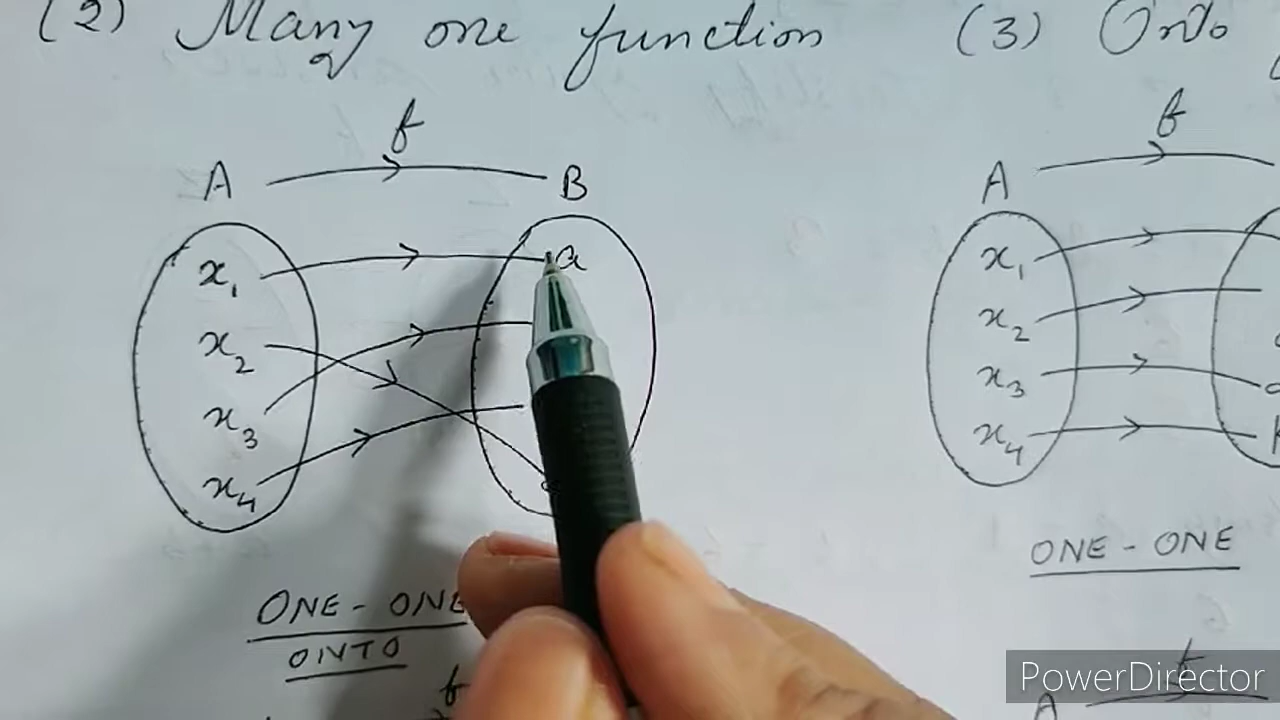 (2) Many one function
f
A B
x₁ a
x₂
x₃
x₄
ONE - ONE
ONTO
f
(3) Onto
f
A
x₁
x₂
x₃
x₄
ONE - ONE
f
A
PowerDirector